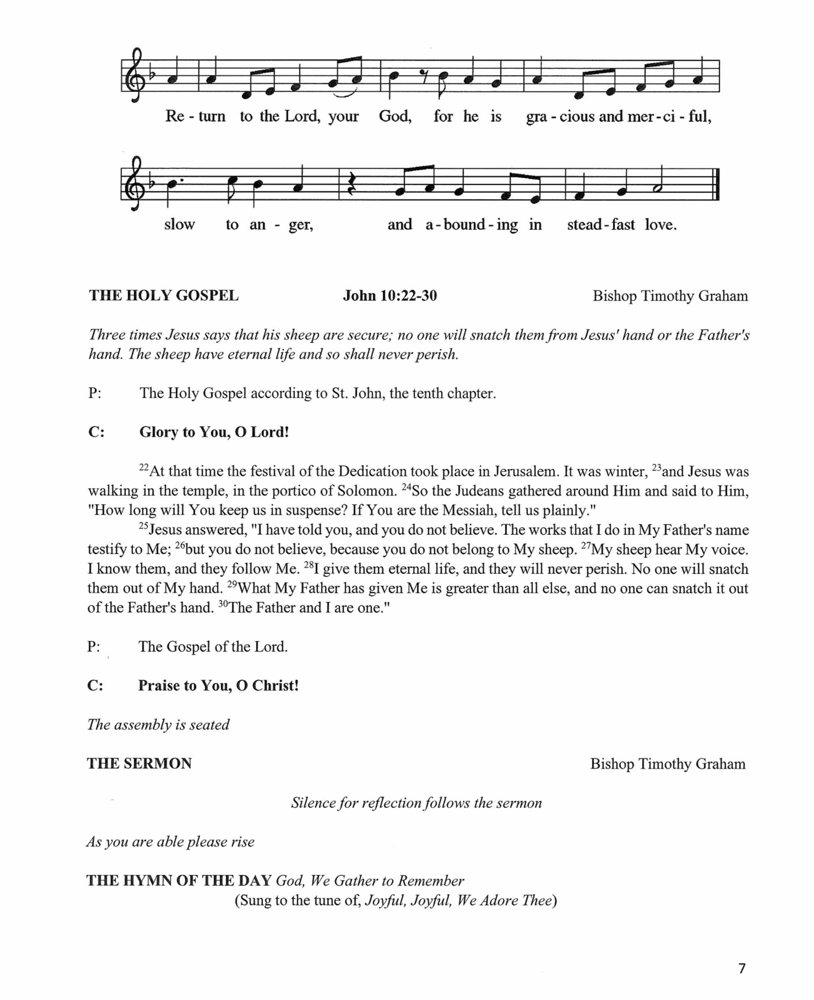 Re - turn to the Lord, your God, for he is gra - cious and mer - ci - ful,
slow to an - ger, and a - bound - ing in stead - fast love.
THE HOLY GOSPEL John 10:22-30 Bishop Timothy Graham
Three times Jesus says that his sheep are secure; no one will snatch them from Jesus' hand or the Father's
hand. The sheep have eternal life and so shall never perish.
P: The Holy Gospel according to St. John, the tenth chapter.
C: Glory to You, O Lord!
22At that time the festival of the Dedication took place in Jerusalem. It was winter, 23and Jesus was
walking in the temple, in the portico of Solomon. 24So the Judeans gathered around Him and said to Him,
"How long will You keep us in suspense? If You are the Messiah, tell us plainly."
25Jesus answered, "I have told you, and you do not believe. The works that I do in My Father's name
testify to Me; 26but you do not believe, because you do not belong to My sheep. 27My sheep hear My voice.
I know them, and they follow Me. 28I give them eternal life, and they will never perish. No one will snatch
them out of My hand. 29What My Father has given Me is greater than all else, and no one can snatch it out
of the Father's hand. 30The Father and I are one."
P: The Gospel of the Lord.
C: Praise to You, O Christ!
The assembly is seated
THE SERMON Bishop Timothy Graham
Silence for reflection follows the sermon
As you are able please rise
THE HYMN OF THE DAY God, We Gather to Remember
(Sung to the tune of, Joyful, Joyful, We Adore Thee)
7